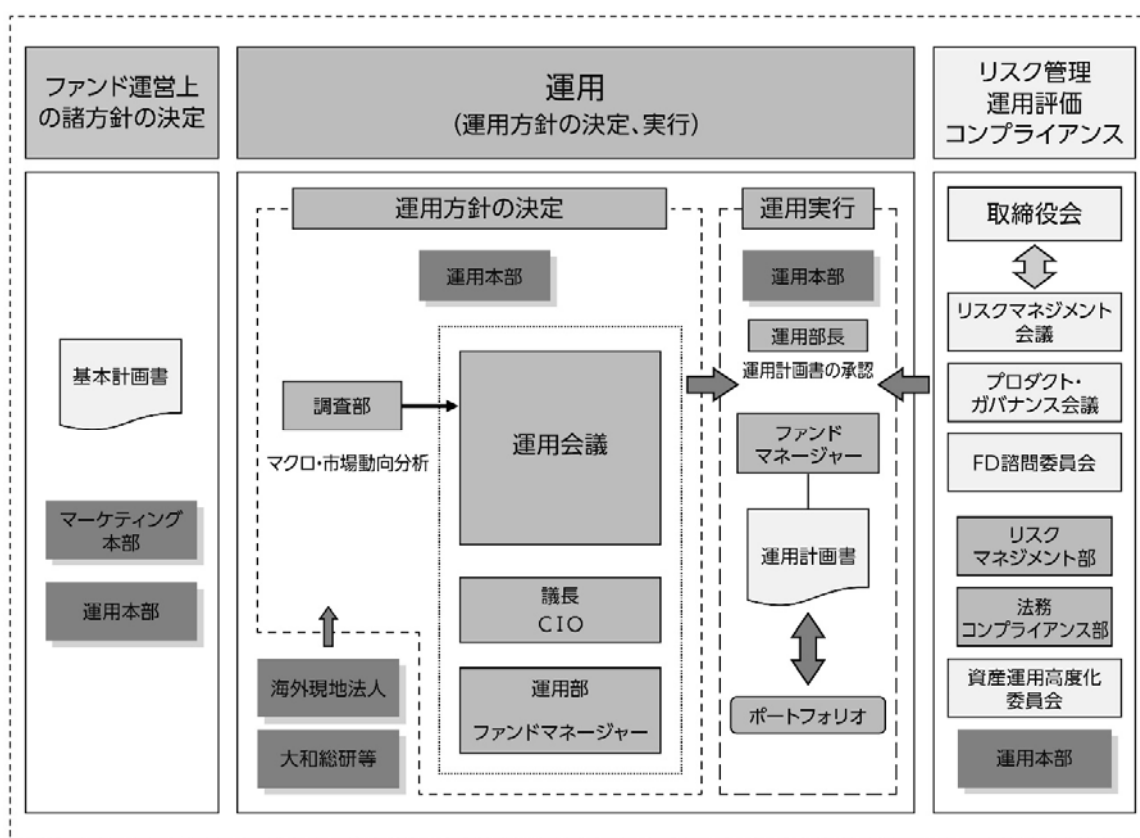 ファンド運営上
の諸方針の決定
運用
(運用方針の決定、実行)
リスク管理
運用評価
コンプライアンス
基本計画書
マーケティング
本部
運用本部
運用方針の決定
運用本部
調査部
マクロ・市場動向分析
運用会議
議長
CIO
運用部
ファンドマネージャー
海外現地法人
大和総研等
運用実行
運用本部
運用部長
運用計画書の承認
ファンド
マネージャー
運用計画書
ポートフォリオ
取締役会
リスクマネジメント
会議
プロダクト・
ガバナンス会議
FD諮問委員会
リスク
マネジメント部
法務
コンプライアンス部
資産運用高度化
委員会
運用本部